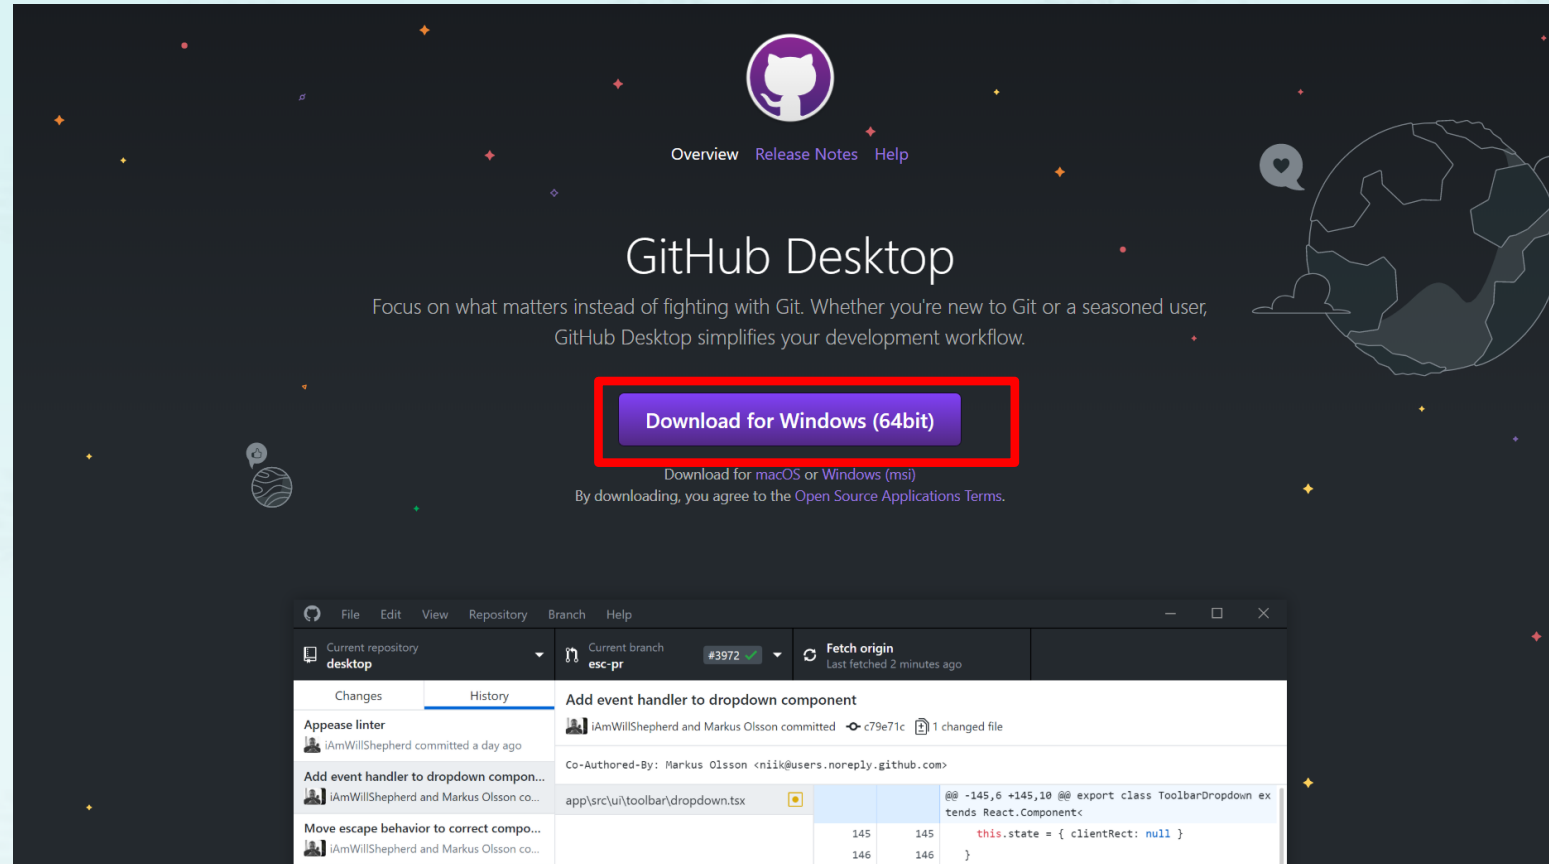 Overview Release Notes Help
GitHub Desktop
Focus on what matters instead of fighting with Git. Whether you're new to Git or a seasoned user,
GitHub Desktop simplifies your development workflow.
Download for Windows (64bit)
Download for macOS or Windows (msi)
By downloading, you agree to the Open Source Applications Terms.
File Edit View Repository Branch Help
Current repository
desktop
Current branch
esc-pr
#3972
Fetch origin
Last fetched 2 minutes ago
Changes History
Appease linter
iAmWillShepherd committed a day ago
Add event handler to dropdown compon...
iAmWillShepherd and Markus Olsson co...
Move escape behavior to correct compo...
iAmWillShepherd and Markus Olsson co...
Add event handler to dropdown component
iAmWillShepherd and Markus Olsson committed c79e71c 1 changed file
Co-Authored-By: Markus Olsson <niik@users.noreply.github.com>
app\src\ui\toolbar\dropdown.tsx
@@ -145,6 +145,10 @@ export class ToolbarDropdown ex
tends React.Component<
145 145 this.state = { clientRect: null }
146 146 }